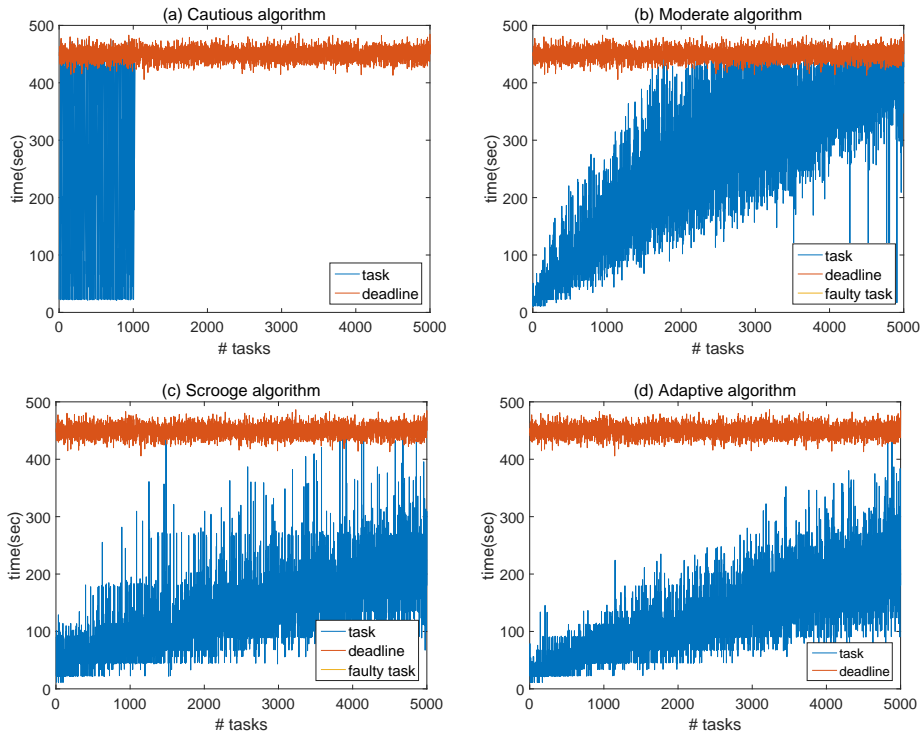 (a) Cautious algorithm
500
400
300
200
100
0
time(sec)
0 1000 2000 3000 4000 5000
# tasks
task
deadline
(b) Moderate algorithm
500
400
300
200
100
0
time(sec)
0 1000 2000 3000 4000 5000
# tasks
task
deadline
faulty task
(c) Scrooge algorithm
500
400
300
200
100
0
time(sec)
0 1000 2000 3000 4000 5000
# tasks
task
deadline
faulty task
(d) Adaptive algorithm
500
400
300
200
100
0
time(sec)
0 1000 2000 3000 4000 5000
# tasks
task
deadline